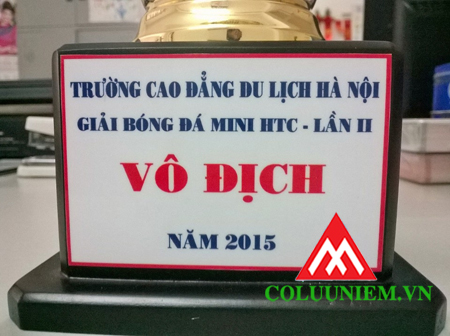 TRƯỜNG CAO ĐẲNG DU LỊCH HÀ NỘI
GIẢI BÓNG ĐÁ MINI HTC - LẦN II
VÔ ĐỊCH
NĂM 2015
COLUUNIEM.VN